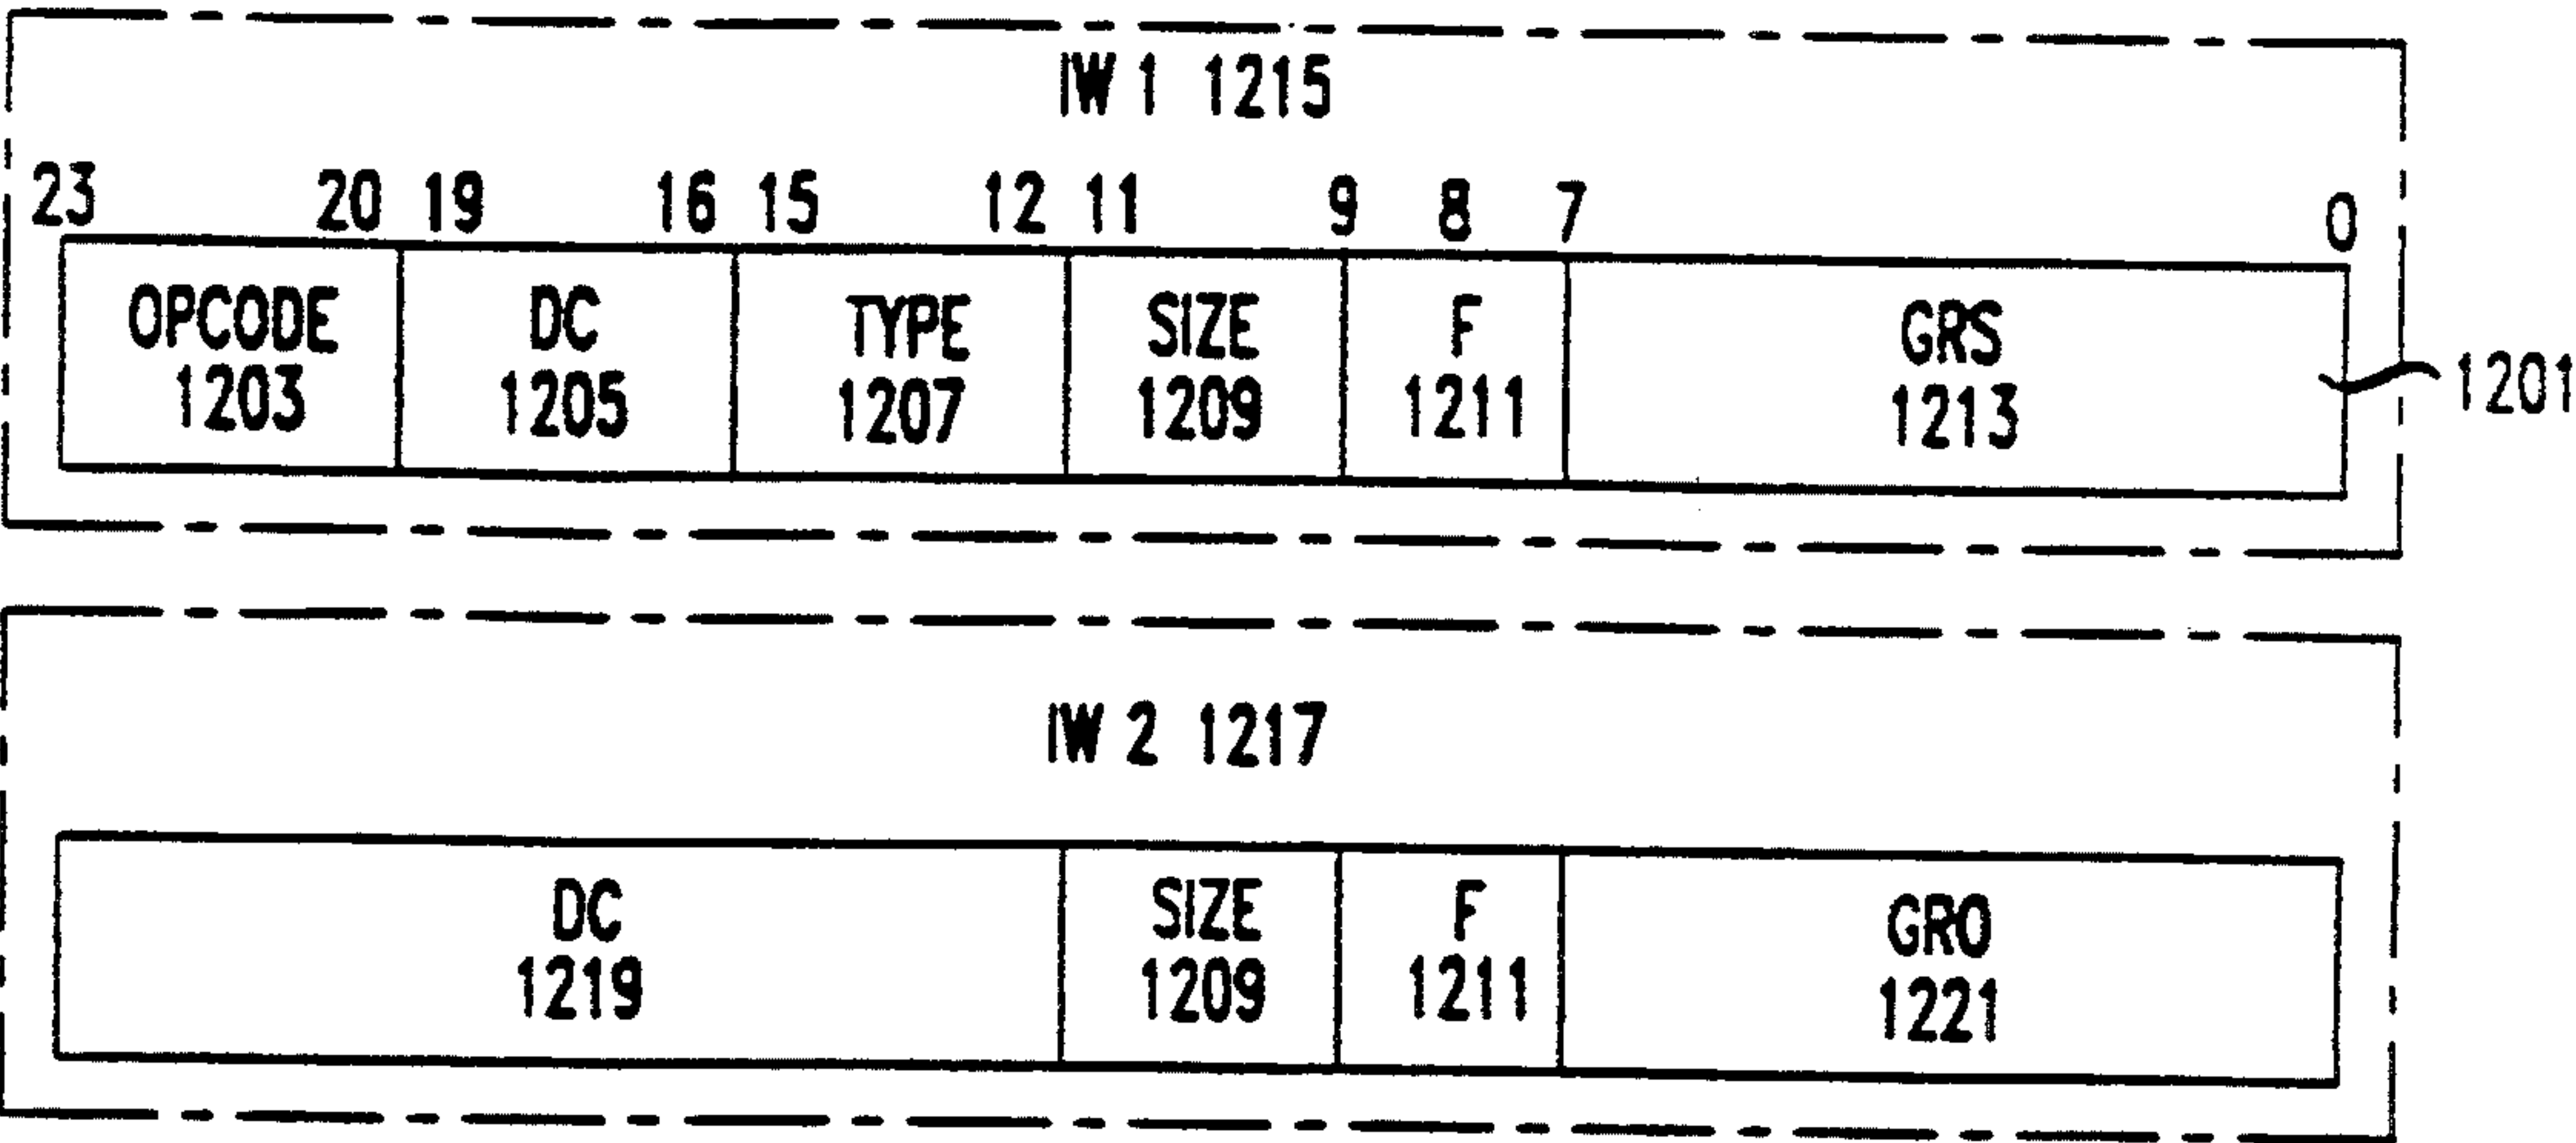 IW 1 1215
23 20 19 16 15 12 11 9 8 7 0
OPCODE DC TYPE SIZE F GRS
1203 1205 1207 1209 1211 1213
1201
IW 2 1217
DC SIZE F GRO
1219 1209 1211 1221